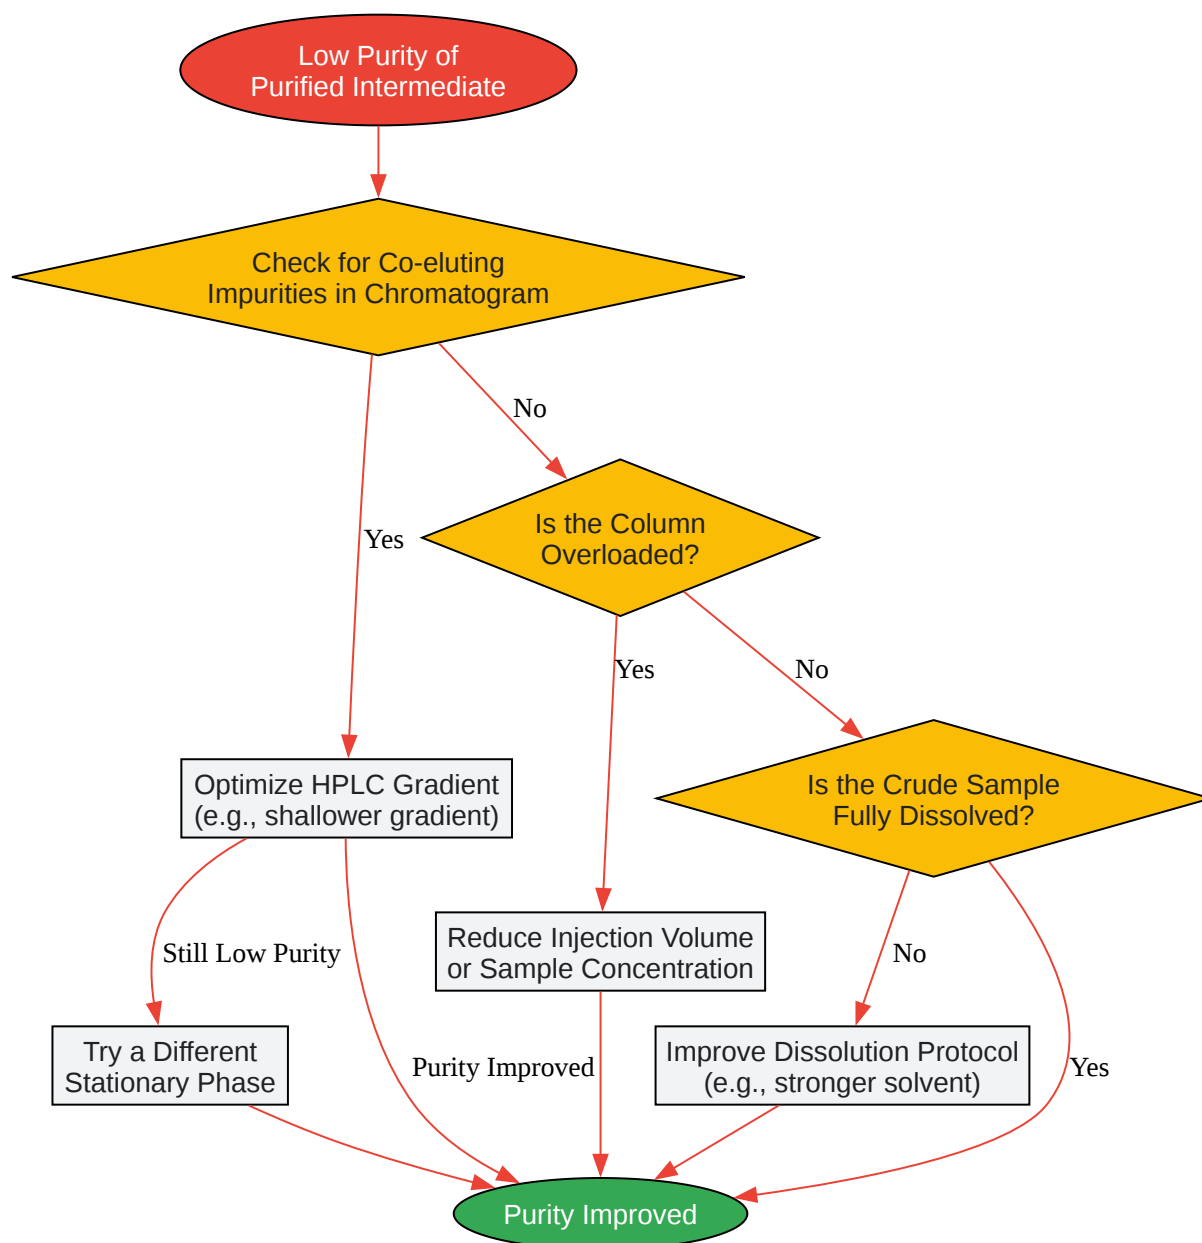 Low Purity of
Purified Intermediate
Check for Co-eluting
Impurities in Chromatogram
No
Is the Column
Overloaded?
Yes
Yes
No
Optimize HPLC Gradient
(e.g., shallower gradient)
Is the Crude Sample
Fully Dissolved?
Still Low Purity
Reduce Injection Volume
or Sample Concentration
No
Try a Different
Stationary Phase
Purity Improved
Improve Dissolution Protocol
(e.g., stronger solvent)
Yes
Purity Improved